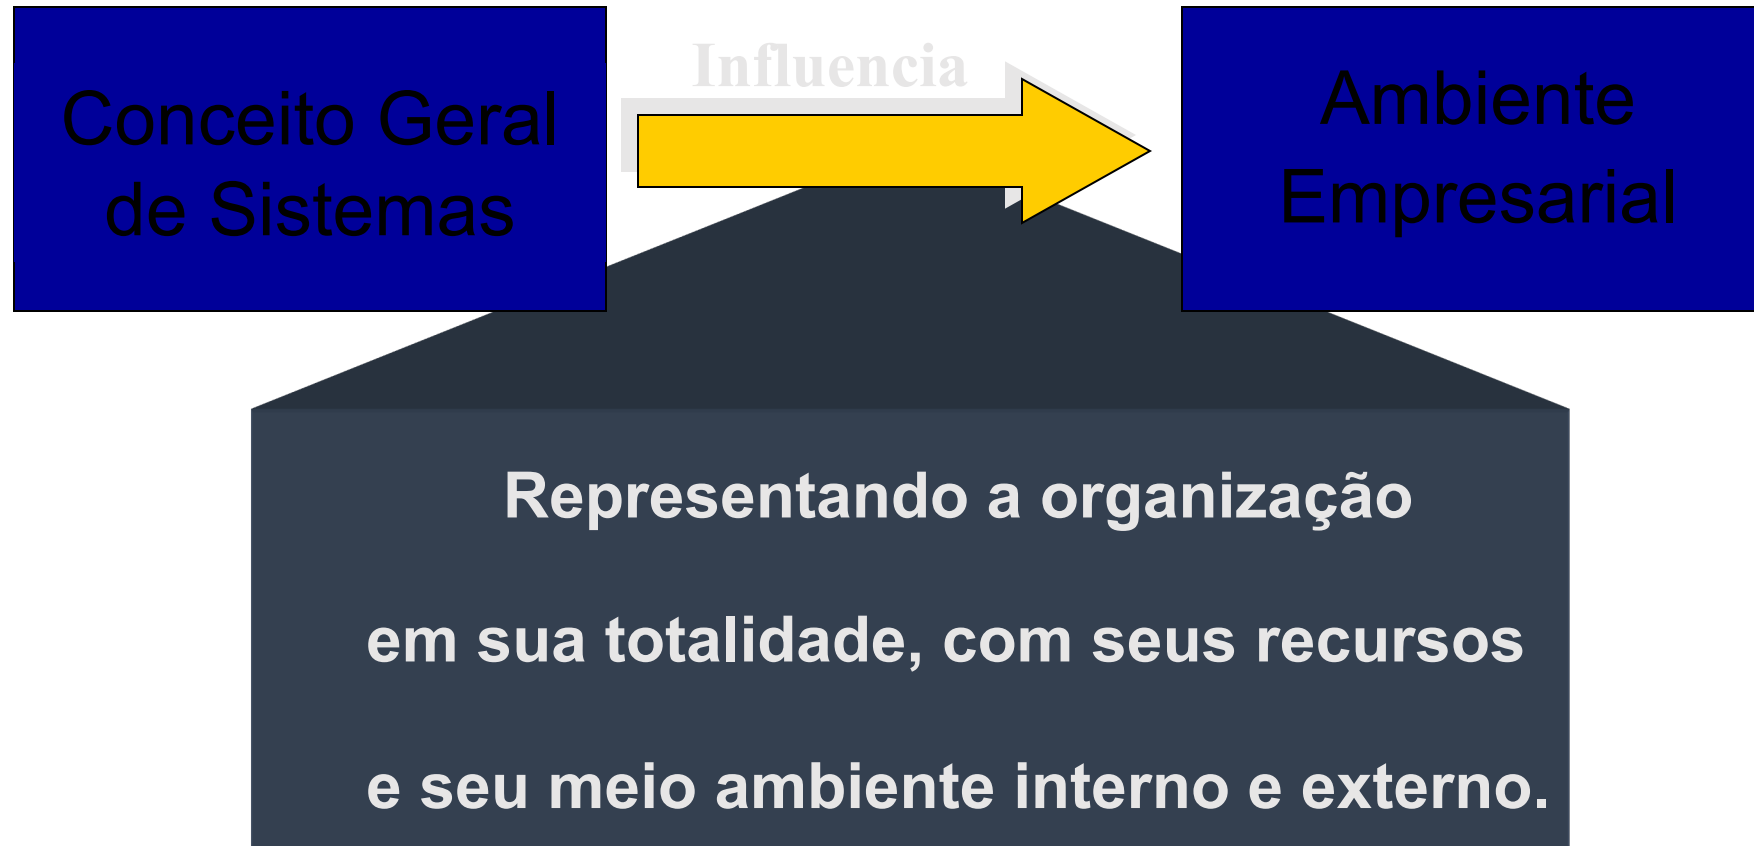 Conceito Geral
de Sistemas
Influencia
Ambiente
Empresarial
Representando a organização
em sua totalidade, com seus recursos
e seu meio ambiente interno e externo.